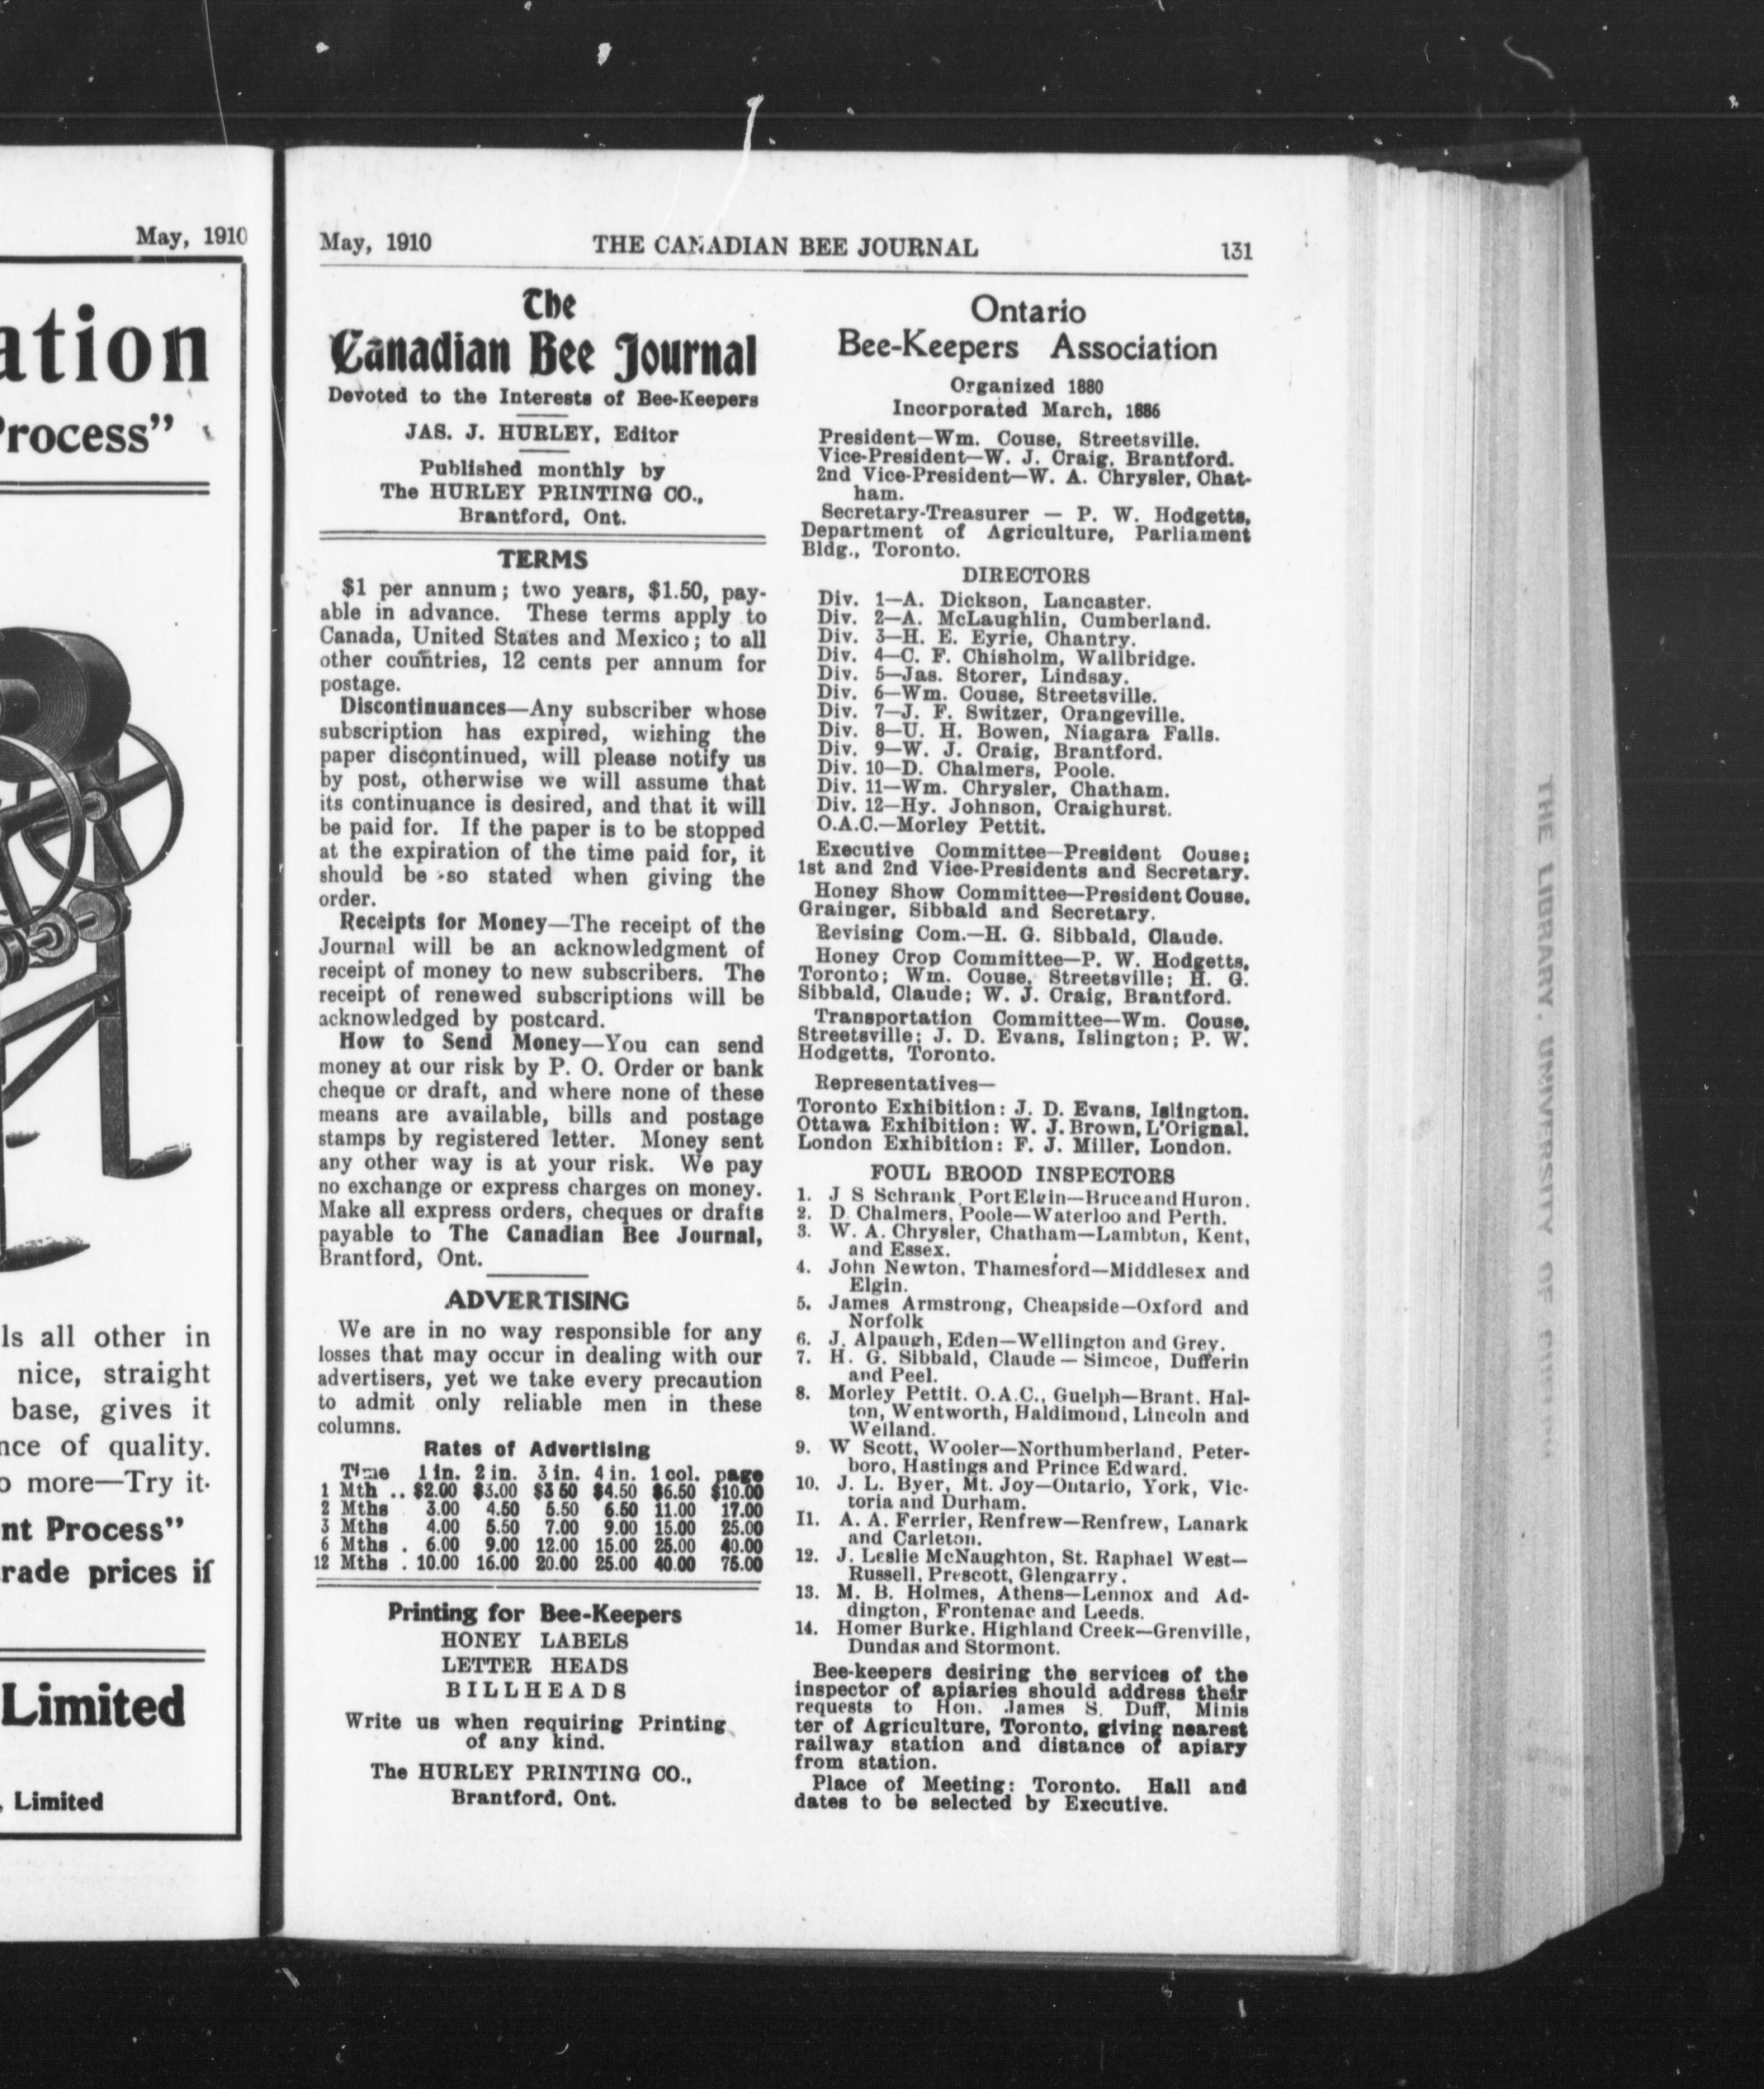 May, 1910
ation
Process"
ls all other in
nice, straight
base, gives it
nce of quality.
o more—Try it.
nt Process"
rade prices if
Limited
, Limited
May, 1910 THE CANADIAN BEE JOURNAL 131
The
Canadian Bee Journal
Devoted to the Interests of Bee-Keepers
JAS. J. HURLEY, Editor
Published monthly by
The HURLEY PRINTING CO.,
Brantford, Ont.
TERMS
$1 per annum; two years, $1.50, pay-
able in advance. These terms apply to
Canada, United States and Mexico; to all
other countries, 12 cents per annum for
postage.
Discontinuances—Any subscriber whose
subscription has expired, wishing the
paper discontinued, will please notify us
by post, otherwise we will assume that
its continuance is desired, and that it will
be paid for. If the paper is to be stopped
at the expiration of the time paid for, it
should be so stated when giving the
order.
Receipts for Money—The receipt of the
Journal will be an acknowledgment of
receipt of money to new subscribers. The
receipt of renewed subscriptions will be
acknowledged by postcard.
How to Send Money—You can send
money at our risk by P. O. Order or bank
cheque or draft, and where none of these
means are available, bills and postage
stamps by registered letter. Money sent
any other way is at your risk. We pay
no exchange or express charges on money.
Make all express orders, cheques or drafts
payable to The Canadian Bee Journal,
Brantford, Ont.
ADVERTISING
We are in no way responsible for any
losses that may occur in dealing with our
advertisers, yet we take every precaution
to admit only reliable men in these
columns.
Rates of Advertising
Time 1 in. 2 in. 3 in. 4 in. 1 col. page
1 Mth .. $2.00 $3.00 $3 50 $4.50 $6.50 $10.00
2 Mths 3.00 4.50 5.50 6.50 11.00 17.00
3 Mths 4.00 5.50 7.00 9.00 15.00 25.00
6 Mths . 6.00 9.00 12.00 15.00 25.00 40.00
12 Mths . 10.00 16.00 20.00 25.00 40.00 75.00
Printing for Bee-Keepers
HONEY LABELS
LETTER HEADS
BILLHEADS
Write us when requiring Printing
of any kind.
The HURLEY PRINTING CO.,
Brantford, Ont.
Ontario
Bee-Keepers Association
Organized 1880
Incorporated March, 1886
President—Wm. Couse, Streetsville.
Vice-President—W. J. Craig, Brantford.
2nd Vice-President—W. A. Chrysler, Chat-
ham.
Secretary-Treasurer — P. W. Hodgetts,
Department of Agriculture, Parliament
Bldg., Toronto.
DIRECTORS
Div. 1—A. Dickson, Lancaster.
Div. 2—A. McLaughlin, Cumberland.
Div. 3—H. E. Eyrie, Chantry.
Div. 4—C. F. Chisholm, Wallbridge.
Div. 5—Jas. Storer, Lindsay.
Div. 6—Wm. Couse, Streetsville.
Div. 7—J. F. Switzer, Orangeville.
Div. 8—U. H. Bowen, Niagara Falls.
Div. 9—W. J. Craig, Brantford.
Div. 10—D. Chalmers, Poole.
Div. 11—Wm. Chrysler, Chatham.
Div. 12—Hy. Johnson, Craighurst.
O.A.C.—Morley Pettit.
Executive Committee—President Couse;
1st and 2nd Vice-Presidents and Secretary.
Honey Show Committee—President Couse,
Grainger, Sibbald and Secretary.
Revising Com.—H. G. Sibbald, Claude.
Honey Crop Committee—P. W. Hodgetts,
Toronto; Wm. Couse, Streetsville; H. G.
Sibbald, Claude; W. J. Craig, Brantford.
Transportation Committee—Wm. Couse,
Streetsville; J. D. Evans, Islington; P. W.
Hodgetts, Toronto.
Representatives—
Toronto Exhibition: J. D. Evans, Islington.
Ottawa Exhibition: W. J. Brown, L'Orignal.
London Exhibition: F. J. Miller, London.
FOUL BROOD INSPECTORS
1. J S Schrank, Port Elgin—Bruce and Huron.
2. D. Chalmers, Poole—Waterloo and Perth.
3. W. A. Chrysler, Chatham—Lambton, Kent,
and Essex.
4. John Newton, Thamesford—Middlesex and
Elgin.
5. James Armstrong, Cheapside—Oxford and
Norfolk
6. J. Alpaugh, Eden—Wellington and Grey.
7. H. G. Sibbald, Claude — Simcoe, Dufferin
and Peel.
8. Morley Pettit. O.A.C., Guelph—Brant. Hal-
ton, Wentworth, Haldimond, Lincoln and
Welland.
9. W Scott, Wooler—Northumberland, Peter-
boro, Hastings and Prince Edward.
10. J. L. Byer, Mt. Joy—Ontario, York, Vic-
toria and Durham.
11. A. A. Ferrier, Renfrew—Renfrew, Lanark
and Carleton.
12. J. Leslie McNaughton, St. Raphael West—
Russell, Prescott, Glengarry.
13. M. B. Holmes, Athens—Lennox and Ad-
dington, Frontenac and Leeds.
14. Homer Burke, Highland Creek—Grenville,
Dundas and Stormont.
Bee-keepers desiring the services of the
inspector of apiaries should address their
requests to Hon. James S. Duff, Minis
ter of Agriculture, Toronto, giving nearest
railway station and distance of apiary
from station.
Place of Meeting: Toronto. Hall and
dates to be selected by Executive.
THE LIBRARY, UNIVERSITY OF